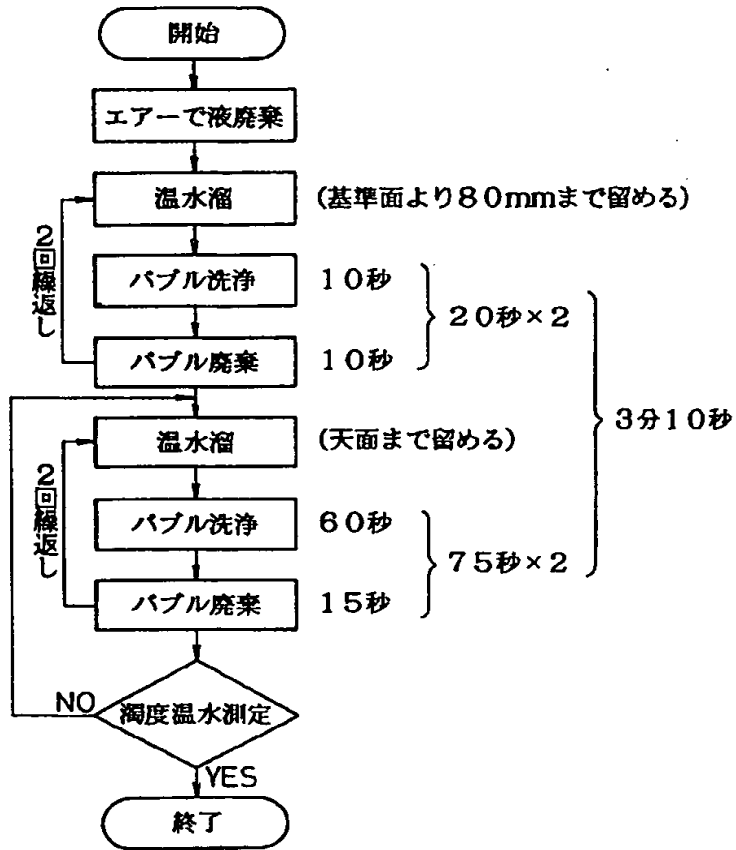 開始
エアーで液廃棄
温水溜
(基準面より80mmまで留める)
2回繰返し
バブル洗浄
10秒
20秒×2
バブル廃棄
10秒
3分10秒
温水溜
(天面まで留める)
2回繰返し
バブル洗浄
60秒
75秒×2
バブル廃棄
15秒
NO
濁度温水測定
YES
終了